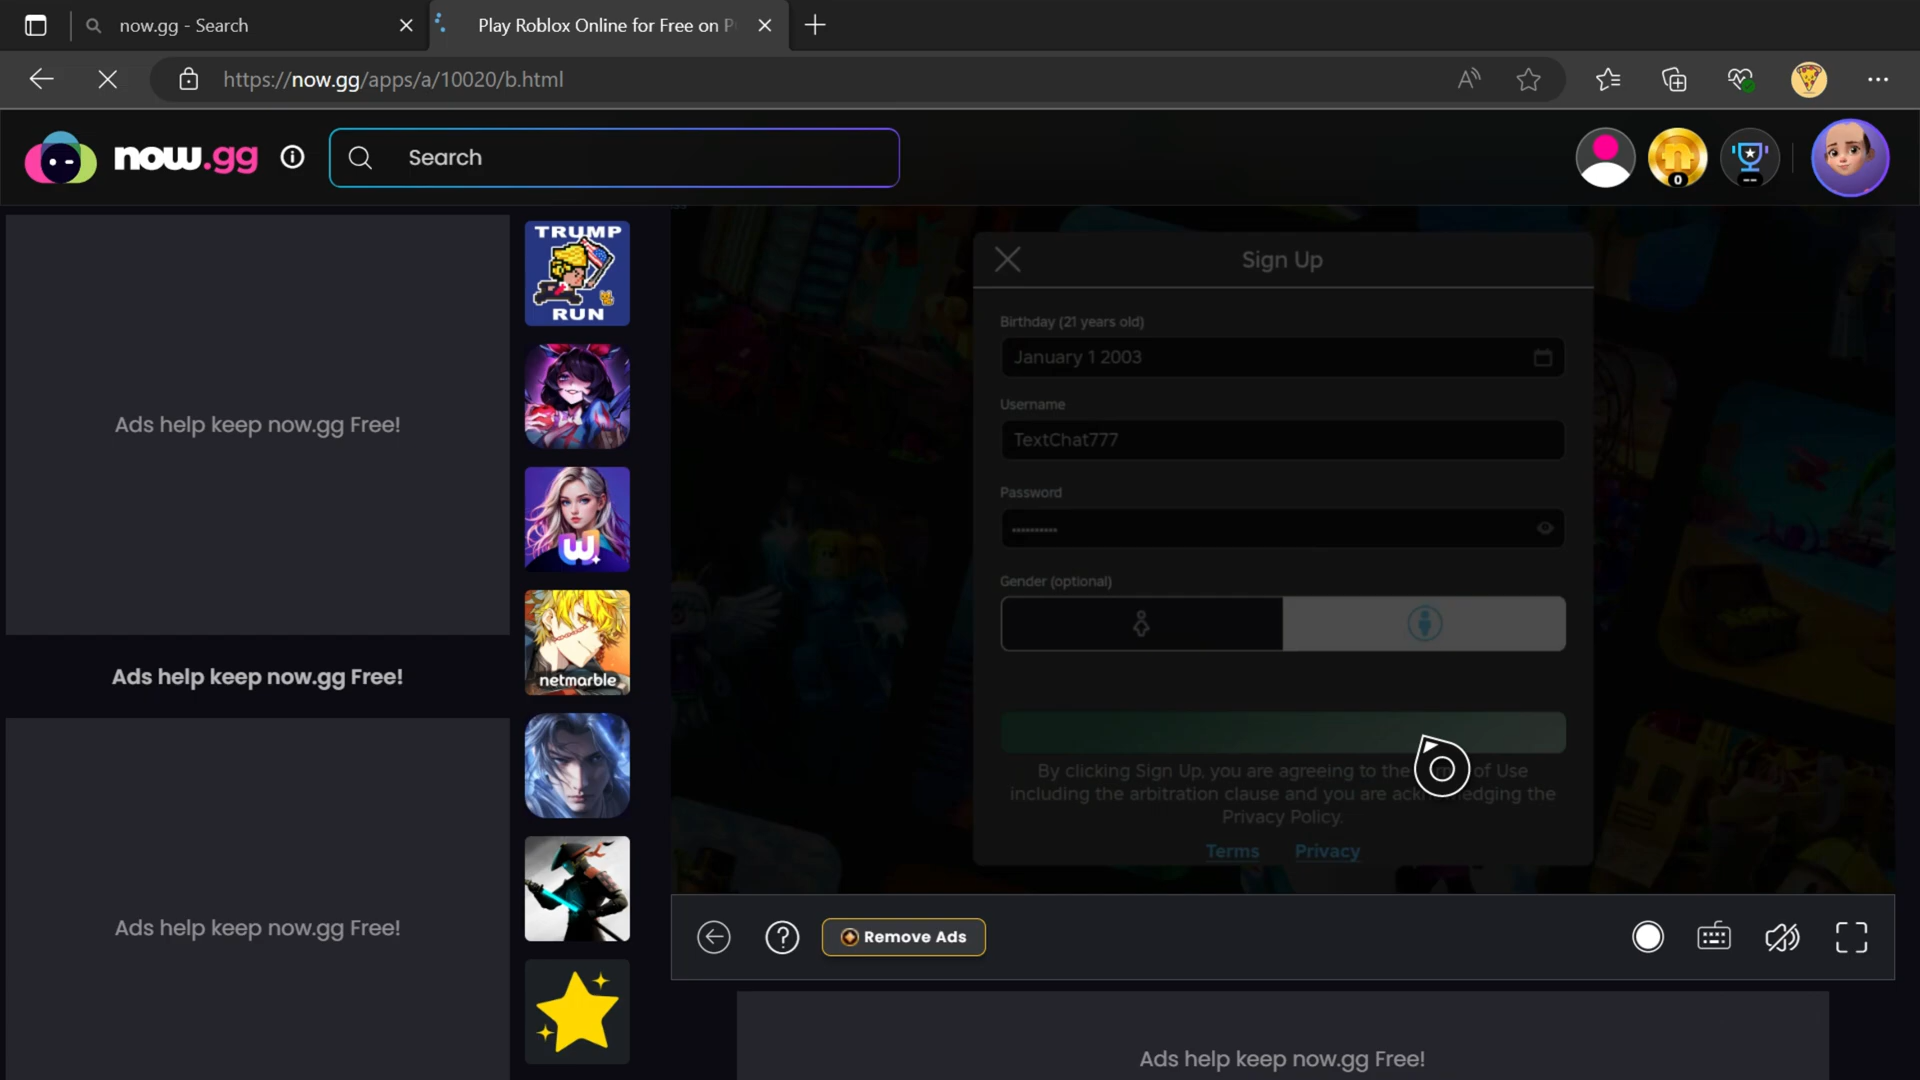 now.gg - Search
Play Roblox Online for Free on P
https://now.gg/apps/a/10020/b.html
now.gg
Search
0
--
Ads help keep now.gg Free!
Ads help keep now.gg Free!
Ads help keep now.gg Free!
TRUMP
RUN
W
netmarble
Sign Up
Birthday (21 years old)
January 1 2003
Username
TextChat777
Password
Gender (optional)
By clicking Sign Up, you are agreeing to the of Use
including the arbitration clause and you are acknowledging the
Privacy Policy.
Terms Privacy
Remove Ads
Ads help keep now.gg Free!